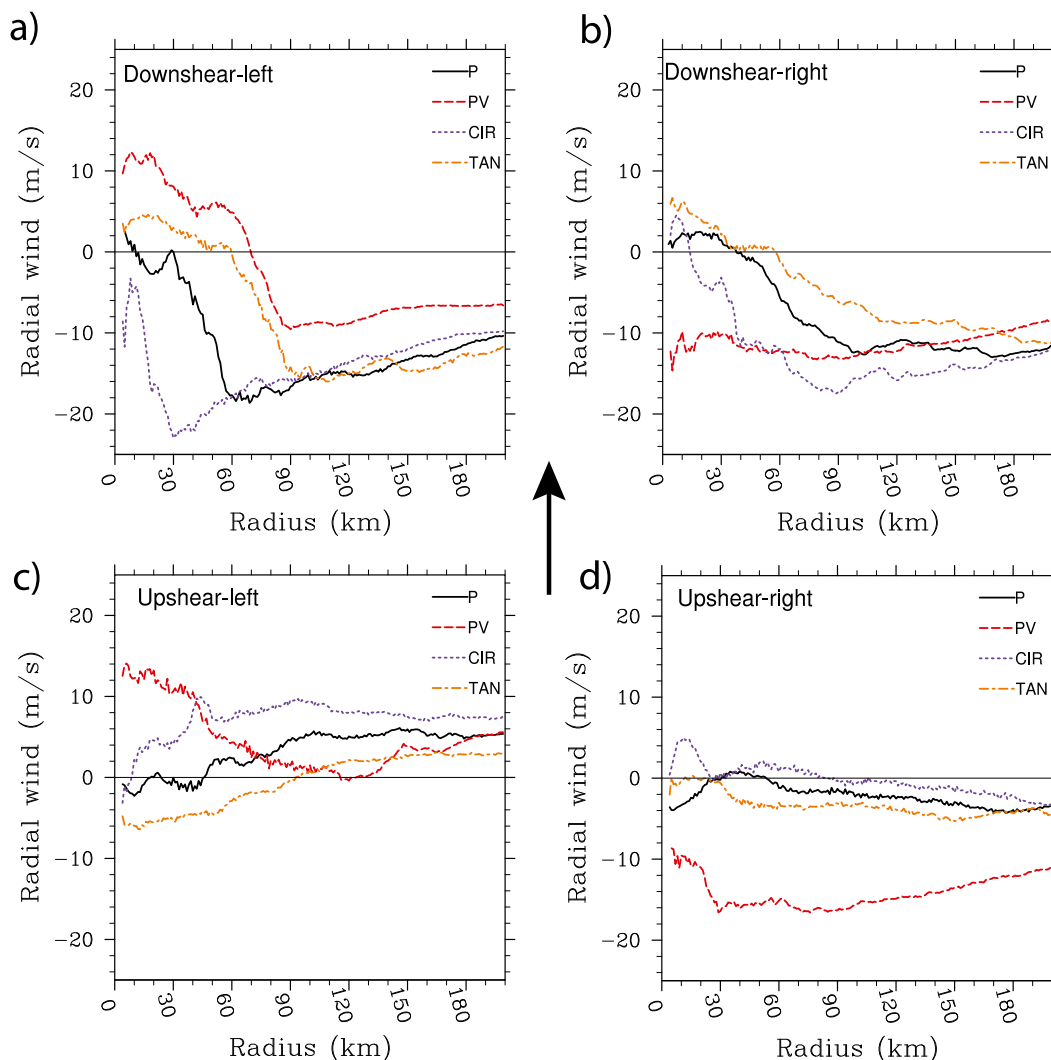 a)
Downshear-left
P
PV
CIR
TAN
20
10
0
−10
−20
Radial wind (m/s)
0
30
60
90
120
150
180
Radius (km)
b)
Downshear-right
P
PV
CIR
TAN
20
10
0
−10
−20
Radial wind (m/s)
0
30
60
90
120
150
180
Radius (km)
c)
Upshear-left
P
PV
CIR
TAN
20
10
0
−10
−20
Radial wind (m/s)
0
30
60
90
120
150
180
Radius (km)
d)
Upshear-right
P
PV
CIR
TAN
20
10
0
−10
−20
Radial wind (m/s)
0
30
60
90
120
150
180
Radius (km)